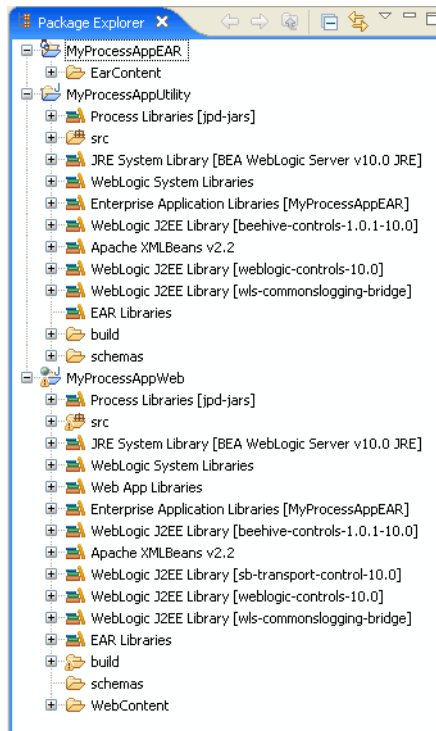 Package Explorer
MyProcessAppEAR
EarContent
MyProcessAppUtility
Process Libraries [jpd-jars]
src
JRE System Library [BEA WebLogic Server v10.0 JRE]
WebLogic System Libraries
Enterprise Application Libraries [MyProcessAppEAR]
WebLogic J2EE Library [beehive-controls-1.0.1-10.0]
Apache XMLBeans v2.2
WebLogic J2EE Library [weblogic-controls-10.0]
WebLogic J2EE Library [wls-commonslogging-bridge]
EAR Libraries
build
schemas
MyProcessAppWeb
Process Libraries [jpd-jars]
src
JRE System Library [BEA WebLogic Server v10.0 JRE]
WebLogic System Libraries
Web App Libraries
Enterprise Application Libraries [MyProcessAppEAR]
WebLogic J2EE Library [beehive-controls-1.0.1-10.0]
Apache XMLBeans v2.2
WebLogic J2EE Library [sb-transport-control-10.0]
WebLogic J2EE Library [weblogic-controls-10.0]
WebLogic J2EE Library [wls-commonslogging-bridge]
EAR Libraries
build
schemas
WebContent